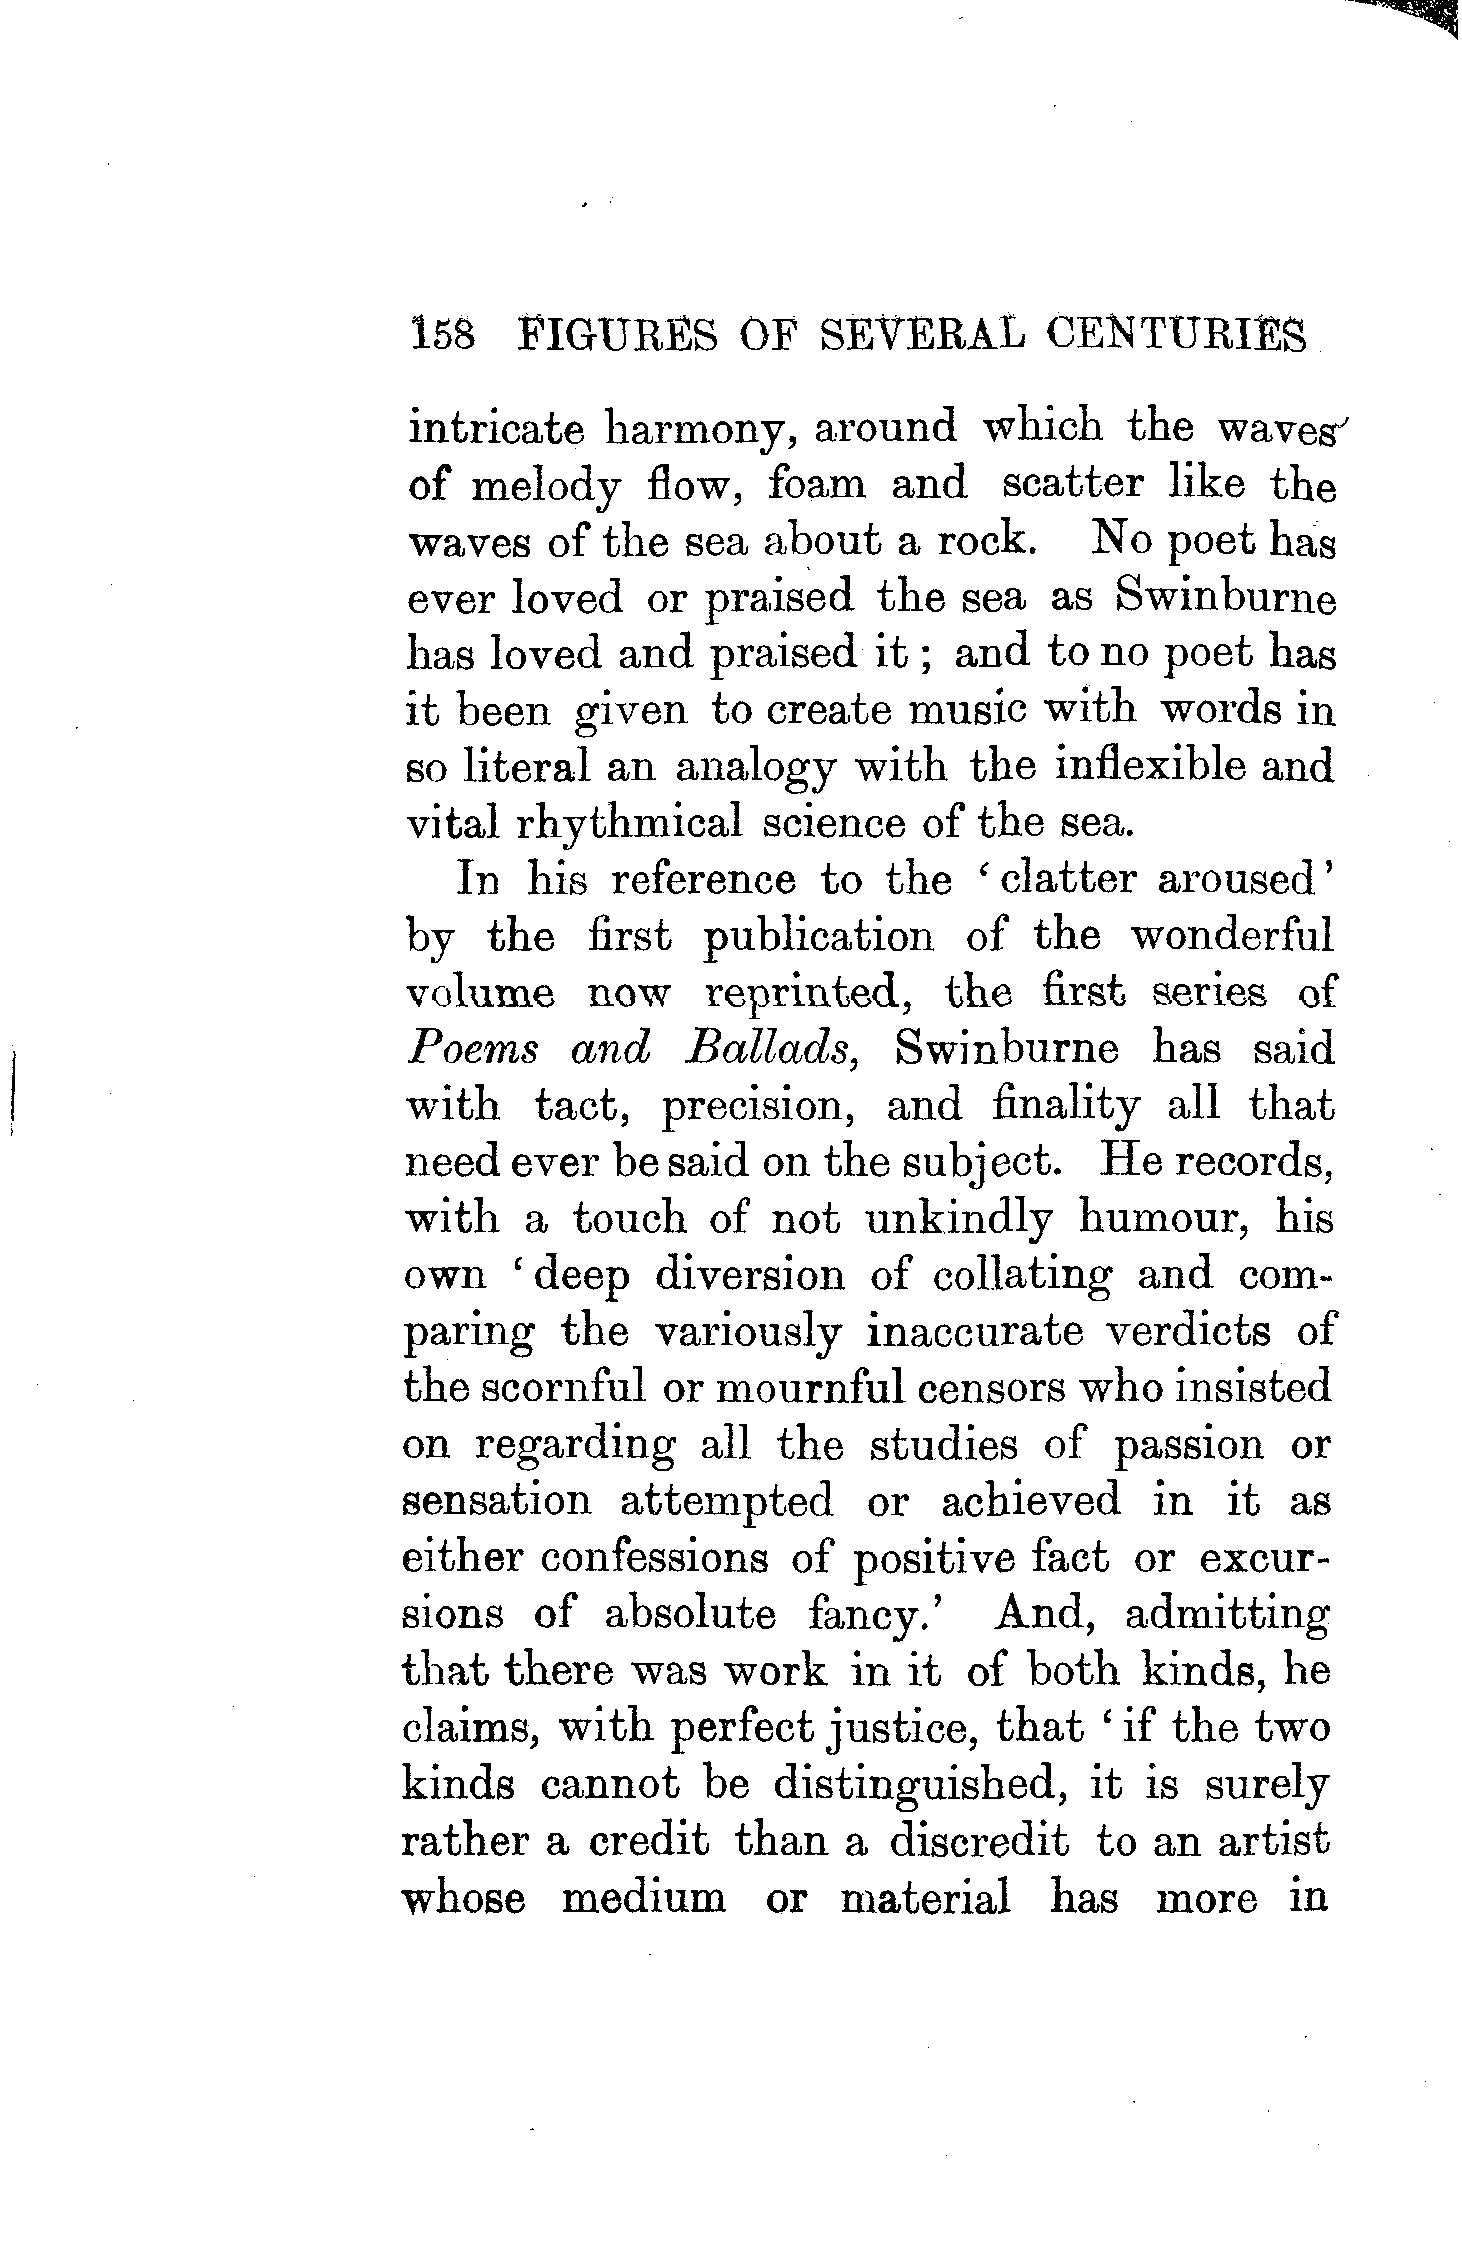 158 FIGURES OF SEVERAL CENTURIES
intricate harmony, around which the waves
of melody flow, foam and scatter like the
waves of the sea about a rock. No poet has
ever loved or praised the sea as Swinburne
has loved and praised it ; and to no poet has
it been given to create music with words in
so literal an analogy with the inflexible and
vital rhythmical science of the sea.
In his reference to the ‘ clatter aroused ’
by the first publication of the wonderful
volume now reprinted, the first series of
Poems and Ballads, Swinburne has said
with tact, precision, and finality all that
need ever be said on the subject. He records,
with a touch of not unkindly humour, his
own ‘ deep diversion of collating and com-
paring the variously inaccurate verdicts of
the scornful or mournful censors who insisted
on regarding all the studies of passion or
sensation attempted or achieved in it as
either confessions of positive fact or excur-
sions of absolute fancy.’ And, admitting
that there was work in it of both kinds, he
claims, with perfect justice, that ‘ if the two
kinds cannot be distinguished, it is surely
rather a credit than a discredit to an artist
whose medium or material has more in